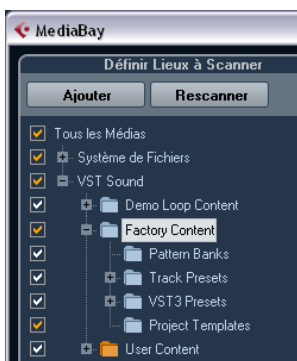 MediaBay
Définir Lieux à Scanner
Ajouter Rescanner
Tous les Médias
Système de Fichiers
VST Sound
Demo Loop Content
Factory Content
Pattern Banks
Track Presets
VST3 Presets
Project Templates
User Content